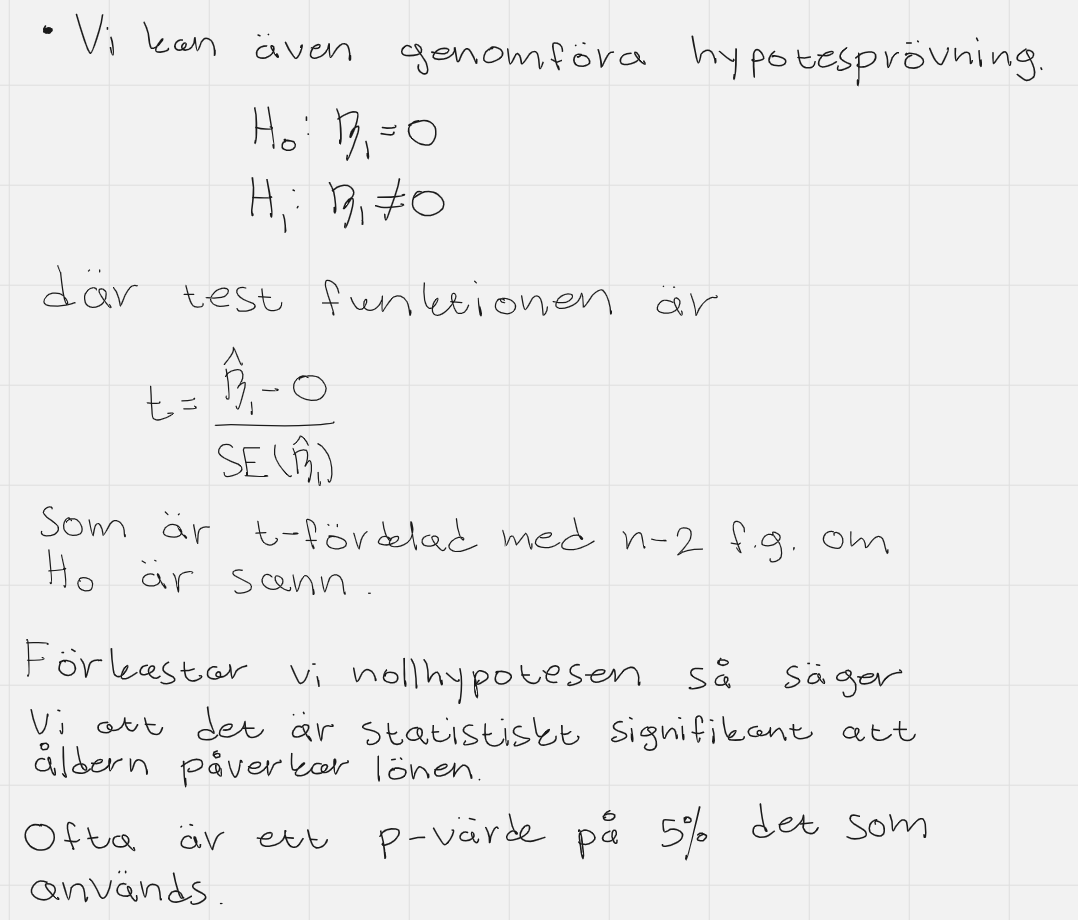 • Vi kan även genomföra hypotesprövning.
H₀: β₁ = 0
H₁: β₁ ≠ 0
där test funktionen är
t = (β̂₁ - 0) / SE(β̂₁)
Som är t-fördelad med n-2 f.g. om
H₀ är sann.
Förkastar vi nollhypotesen så säger
vi att det är statistiskt signifikant att
åldern påverkar lönen.
Ofta är ett p-värde på 5% det som
används.